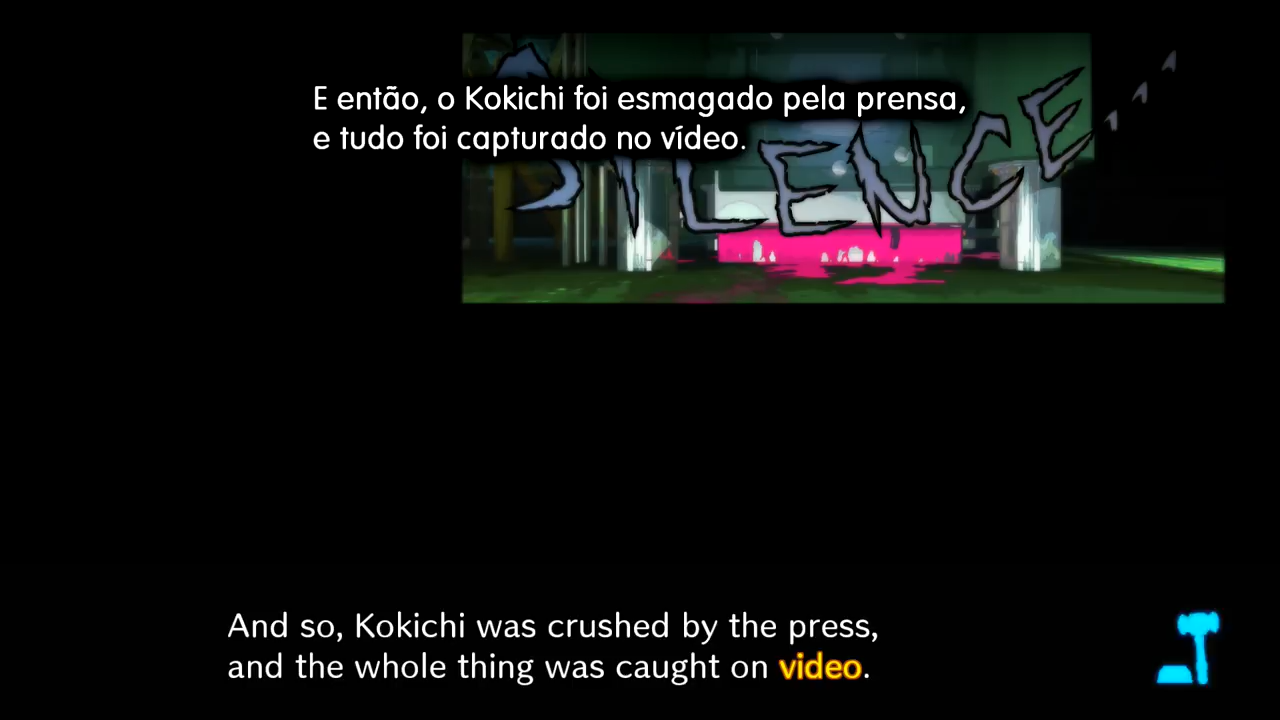 E então, o Kokichi foi esmagado pela prensa,
e tudo foi capturado no vídeo.
SILENCE
And so, Kokichi was crushed by the press,
and the whole thing was caught on video.